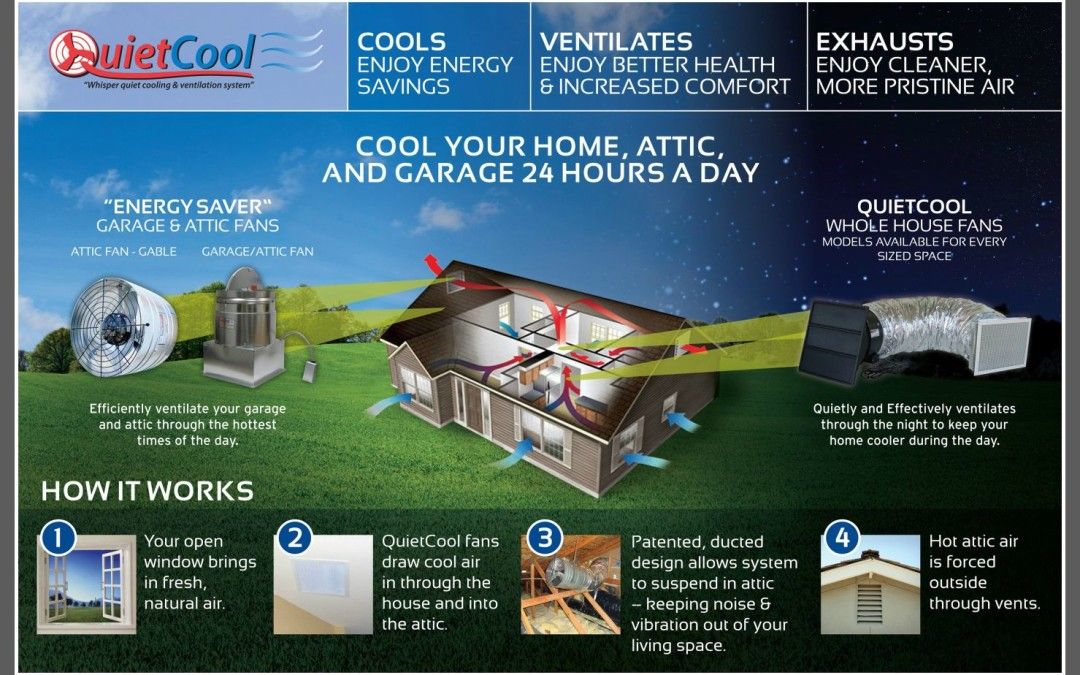 QuietCool
"Whisper quiet cooling & ventilation system"
COOLS
ENJOY ENERGY
SAVINGS
VENTILATES
ENJOY BETTER HEALTH
& INCREASED COMFORT
EXHAUSTS
ENJOY CLEANER,
MORE PRISTINE AIR
COOL YOUR HOME, ATTIC,
AND GARAGE 24 HOURS A DAY
"ENERGY SAVER"
GARAGE & ATTIC FANS
ATTIC FAN - GABLE
GARAGE/ATTIC FAN
Efficiently ventilate your garage
and attic through the hottest
times of the day.
QUIETCOOL
WHOLE HOUSE FANS
MODELS AVAILABLE FOR EVERY
SIZED SPACE
Quietly and Effectively ventilates
through the night to keep your
home cooler during the day.
HOW IT WORKS
1
Your open
window brings
in fresh,
natural air.
2
QuietCool fans
draw cool air
in through the
house and into
the attic.
3
Patented, ducted
design allows system
to suspend in attic
– keeping noise &
vibration out of your
living space.
4
Hot attic air
is forced
outside
through vents.